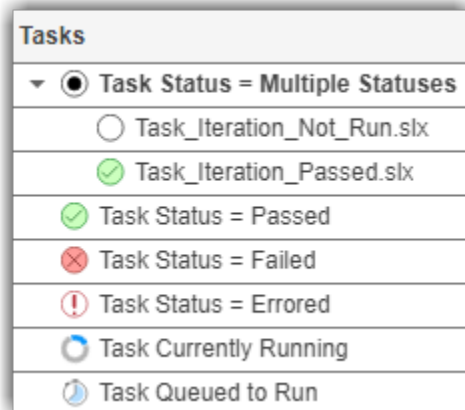 Tasks
Task Status = Multiple Statuses
Task_Iteration_Not_Run.slx
Task_Iteration_Passed.slx
Task Status = Passed
Task Status = Failed
Task Status = Errored
Task Currently Running
Task Queued to Run